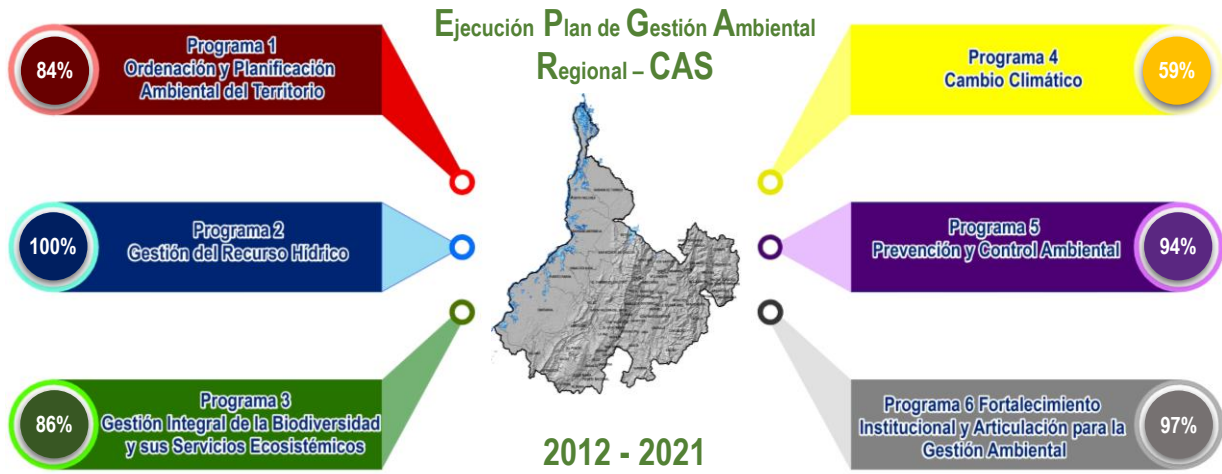 Ejecución Plan de Gestión Ambiental
Regional – CAS
84%
Programa 1
Ordenación y Planificación
Ambiental del Territorio
100%
Programa 2
Gestión del Recurso Hídrico
86%
Programa 3
Gestión Integral de la Biodiversidad
y sus Servicios Ecosistémicos
Programa 4
Cambio Climático
59%
Programa 5
Prevención y Control Ambiental
94%
Programa 6 Fortalecimiento
Institucional y Articulación para la
Gestión Ambiental
97%
2012 - 2021